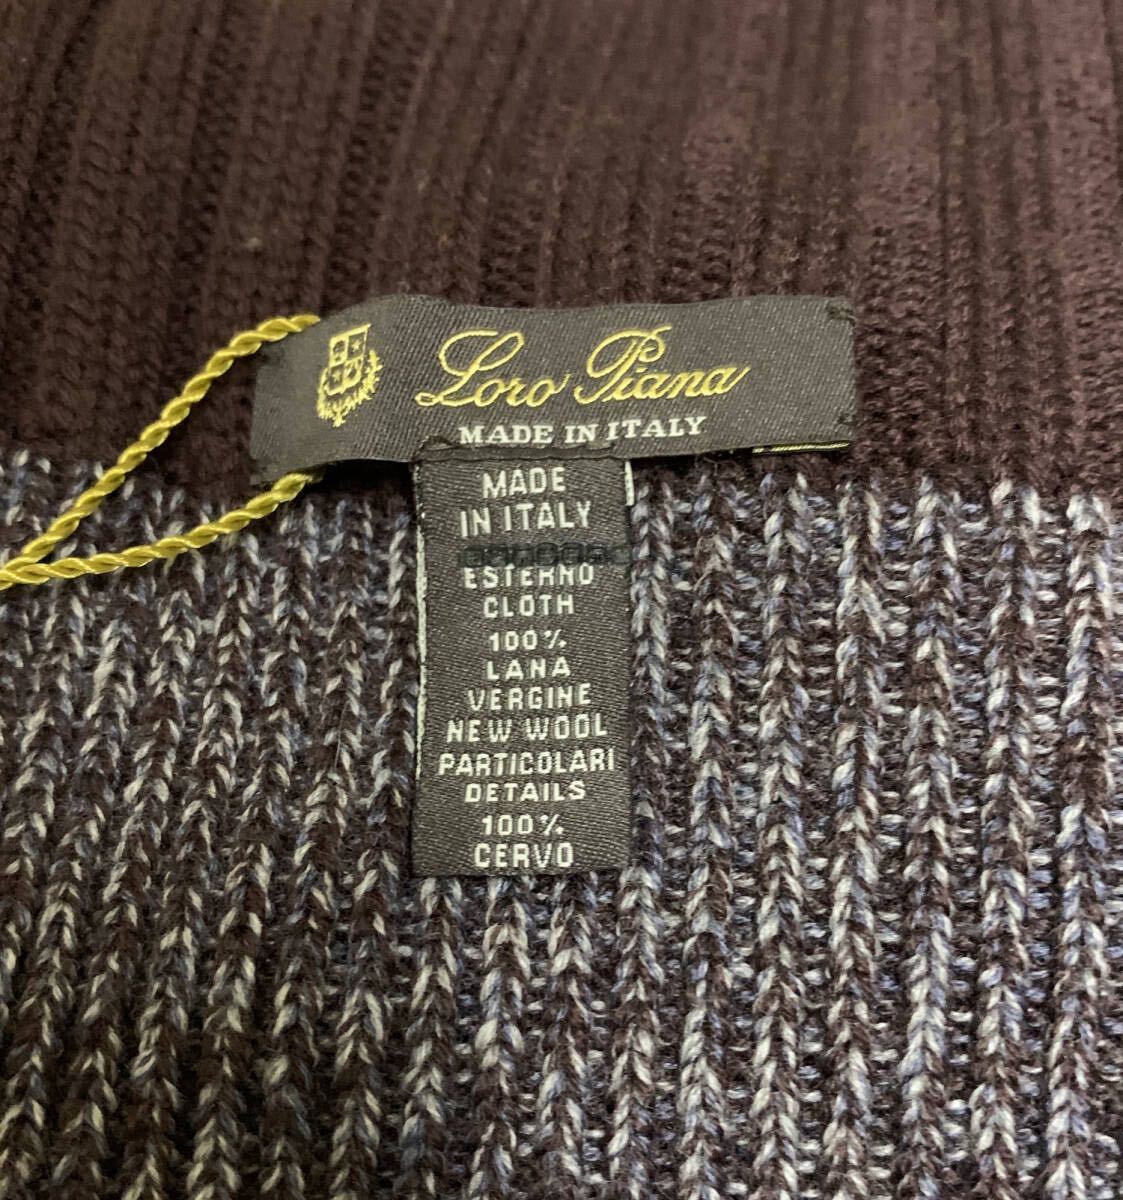 Loro Piana
MADE IN ITALY
MADE
IN ITALY
ESTERNO
CLOTH
100%
LANA
VERGINE
NEW WOOL
PARTICOLARI
DETAILS
100%
CERVO